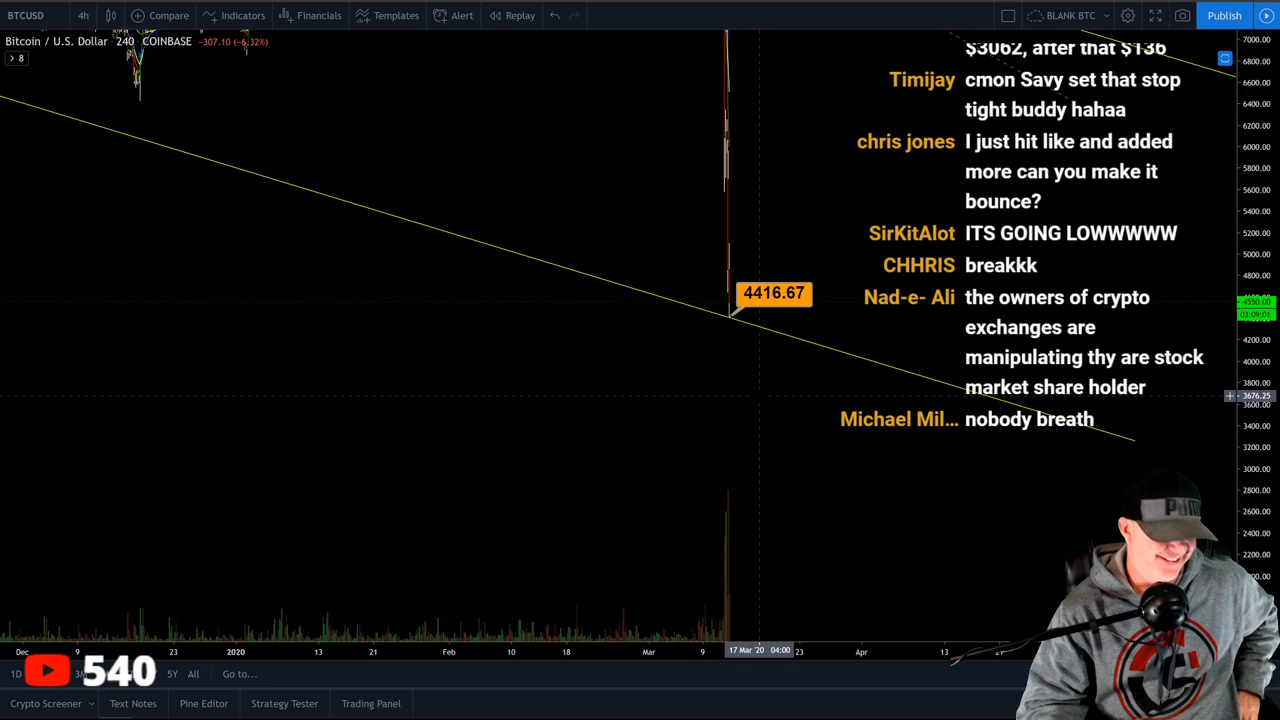 BTCUSD
4h
Compare
Indicators
Financials
Templates
Alert
Replay
BLANK BTC
Publish
Bitcoin / U.S. Dollar 240 COINBASE −307.10 (−6.32%)
8
$3062, after that $136
Timijay cmon Savy set that stop
tight buddy hahaa
chris jones I just hit like and added
more can you make it
bounce?
SirKitAlot ITS GOING LOWWWWW
CHHRIS breakkk
Nad-e- Ali the owners of crypto
exchanges are
manipulating thy are stock
market share holder
Michael Mil... nobody breath
4416.67
7000.00
6800.00
6600.00
6400.00
6200.00
6000.00
5800.00
5600.00
5400.00
5200.00
5000.00
4800.00
4550.00
03:09:01
4200.00
4000.00
3800.00
3676.25
3600.00
3400.00
3200.00
3000.00
2800.00
2600.00
2400.00
2200.00
Dec
9
23
2020
13
21
Feb
10
18
Mar
9
17 Mar '20 04:00
23
Apr
13
1D
3M
5Y
All
Go to...
540
Crypto Screener
Text Notes
Pine Editor
Strategy Tester
Trading Panel
PUMA